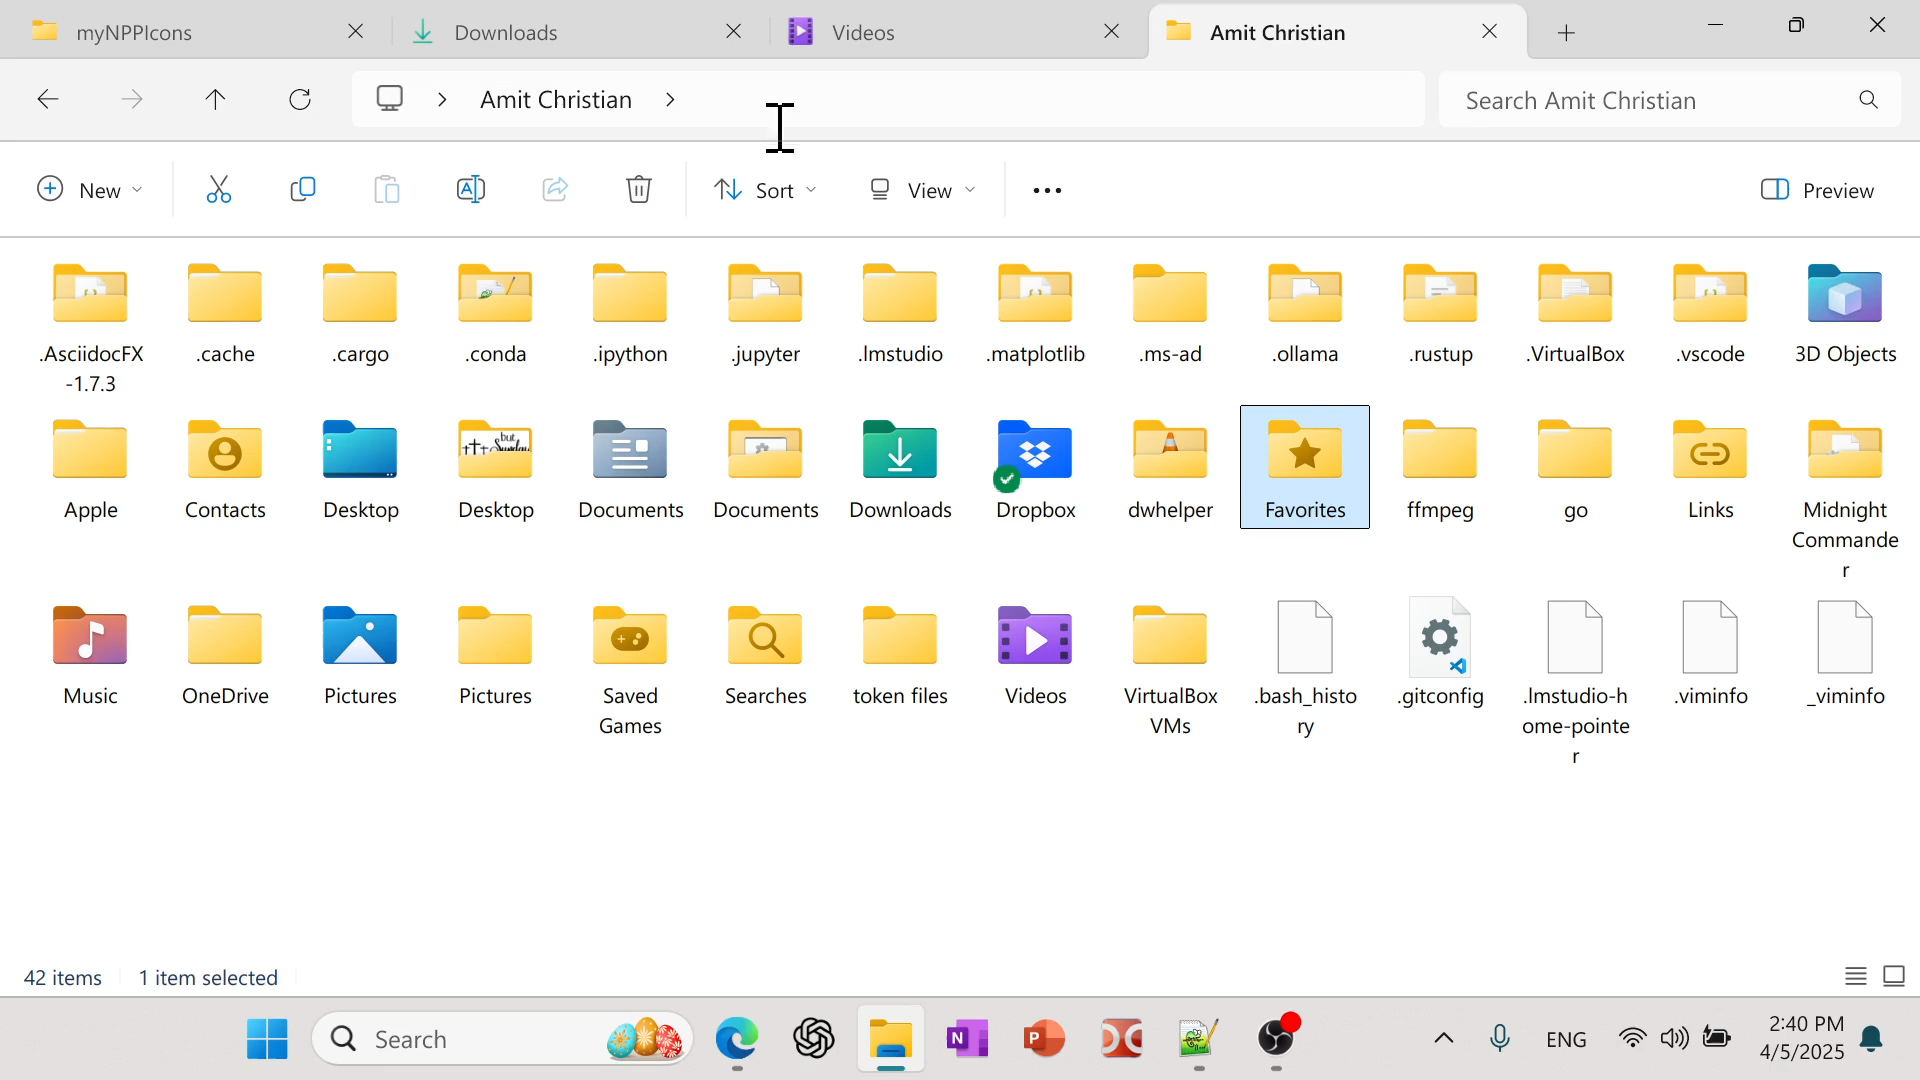 myNPPIcons
Downloads
Videos
Amit Christian
Amit Christian
Search Amit Christian
New
Sort
View
Preview
.AsciidocFX
-1.7.3
.cache
.cargo
.conda
.ipython
.jupyter
.lmstudio
.matplotlib
.ms-ad
.ollama
.rustup
.VirtualBox
.vscode
3D Objects
Apple
Contacts
Desktop
Desktop
Documents
Documents
Downloads
Dropbox
dwhelper
Favorites
ffmpeg
go
Links
Midnight
Commande
r
Music
OneDrive
Pictures
Pictures
Saved
Games
Searches
token files
Videos
VirtualBox
VMs
.bash_histo
ry
.gitconfig
.lmstudio-h
ome-pointe
r
.viminfo
_viminfo
42 items
1 item selected
Search
ENG
2:40 PM
4/5/2025